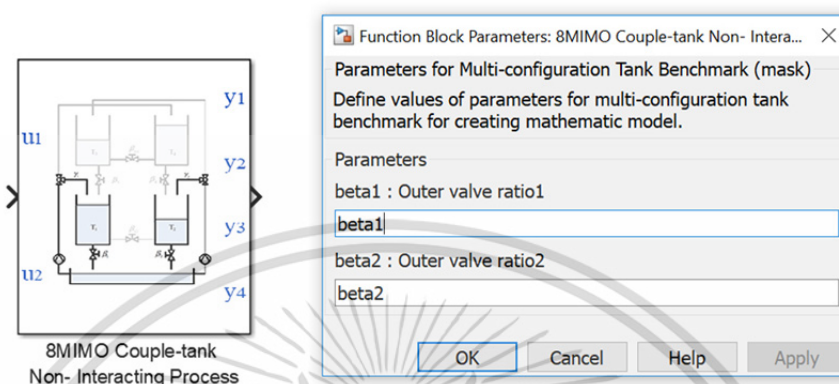 y1
u1
y2
y3
u2
y4
8MIMO Couple-tank
Non- Interacting Process
Function Block Parameters: 8MIMO Couple-tank Non- Intera...
Parameters for Multi-configuration Tank Benchmark (mask)
Define values of parameters for multi-configuration tank
benchmark for creating mathematic model.
Parameters
beta1 : Outer valve ratio1
beta1
beta2 : Outer valve ratio2
beta2
OK Cancel Help Apply